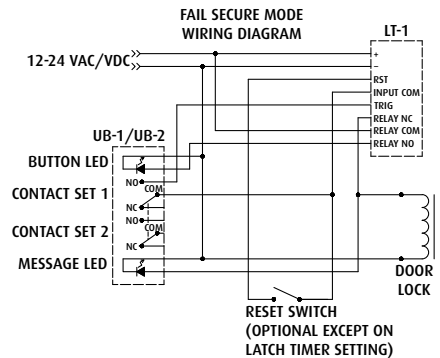 FAIL SECURE MODE
WIRING DIAGRAM
LT-1
12-24 VAC/VDC
+
−
RST
INPUT COM
TRIG
RELAY NC
RELAY COM
RELAY NO
UB-1/UB-2
BUTTON LED
NO
COM
CONTACT SET 1
NC
NO
COM
CONTACT SET 2
NC
MESSAGE LED
DOOR
LOCK
RESET SWITCH
(OPTIONAL EXCEPT ON
LATCH TIMER SETTING)